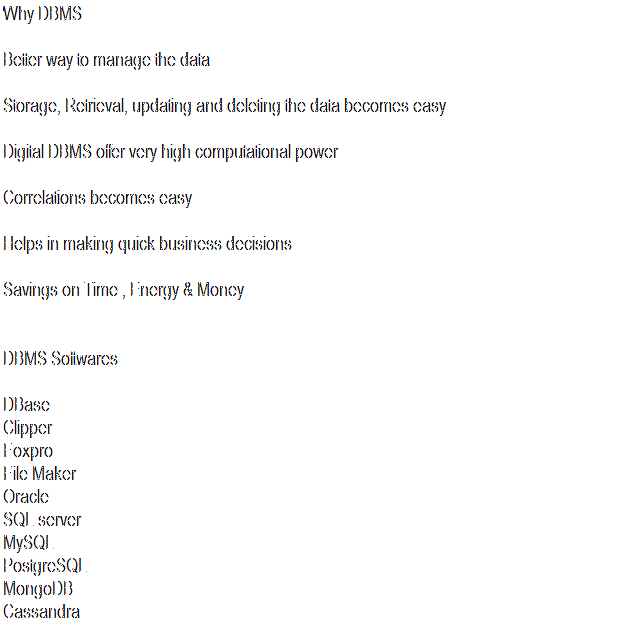 Why DBMS
Better way to manage the data
Storage, Retrieval, updating and deleting the data becomes easy
Digital DBMS offer very high computational power
Correlations becomes easy
Helps in making quick business decisions
Savings on Time , Energy & Money
DBMS Softwares
DBase
Clipper
Foxpro
File Maker
Oracle
SQL server
MySQL
PostgreSQL
MongoDB
Cassandra